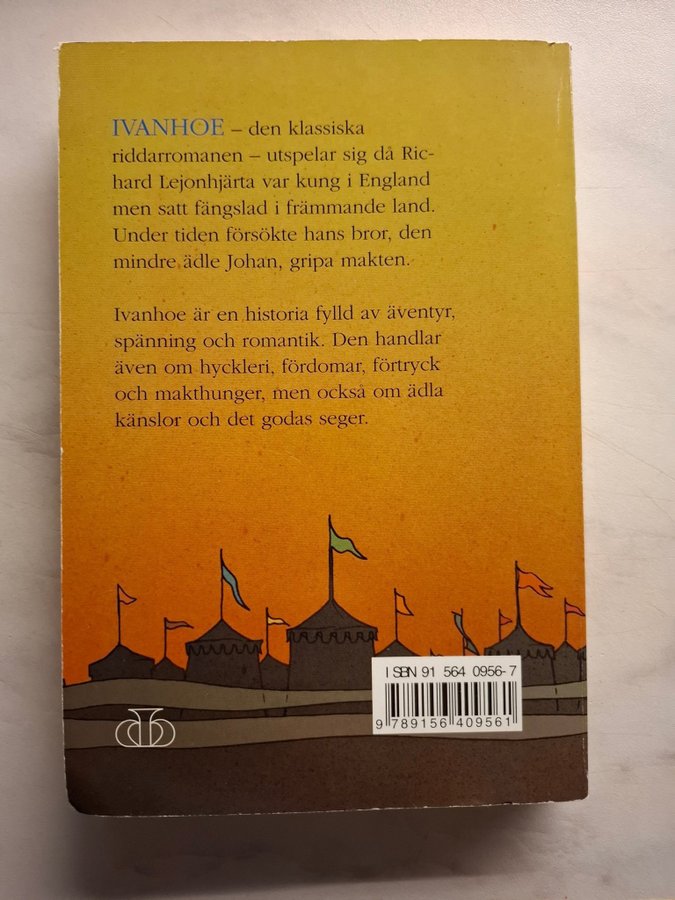 IVANHOE – den klassiska
riddarromanen – utspelar sig då Ric-
hard Lejonhjärta var kung i England
men satt fängslad i främmande land.
Under tiden försökte hans bror, den
mindre ädle Johan, gripa makten.
Ivanhoe är en historia fylld av äventyr,
spänning och romantik. Den handlar
även om hyckleri, fördomar, förtryck
och makthunger, men också om ädla
känslor och det godas seger.
ISBN 91 564 0956-7
9 789156 409561